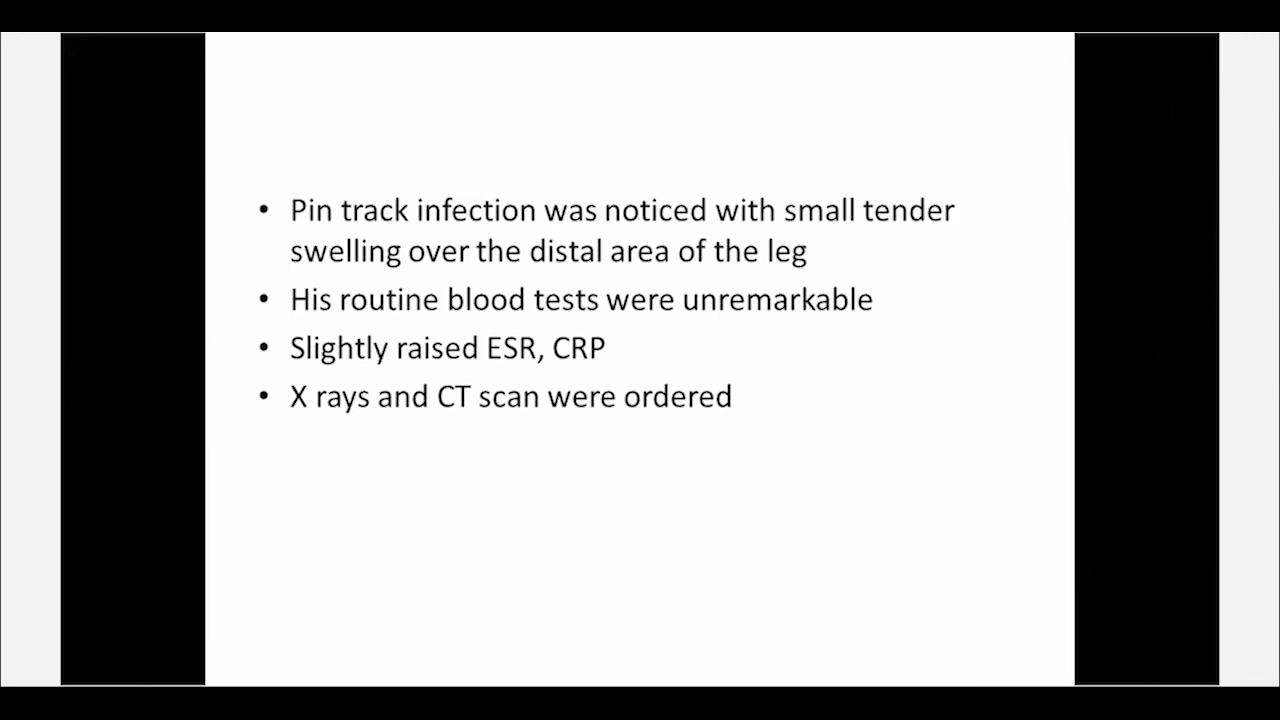 • Pin track infection was noticed with small tender
swelling over the distal area of the leg
• His routine blood tests were unremarkable
• Slightly raised ESR, CRP
• X rays and CT scan were ordered